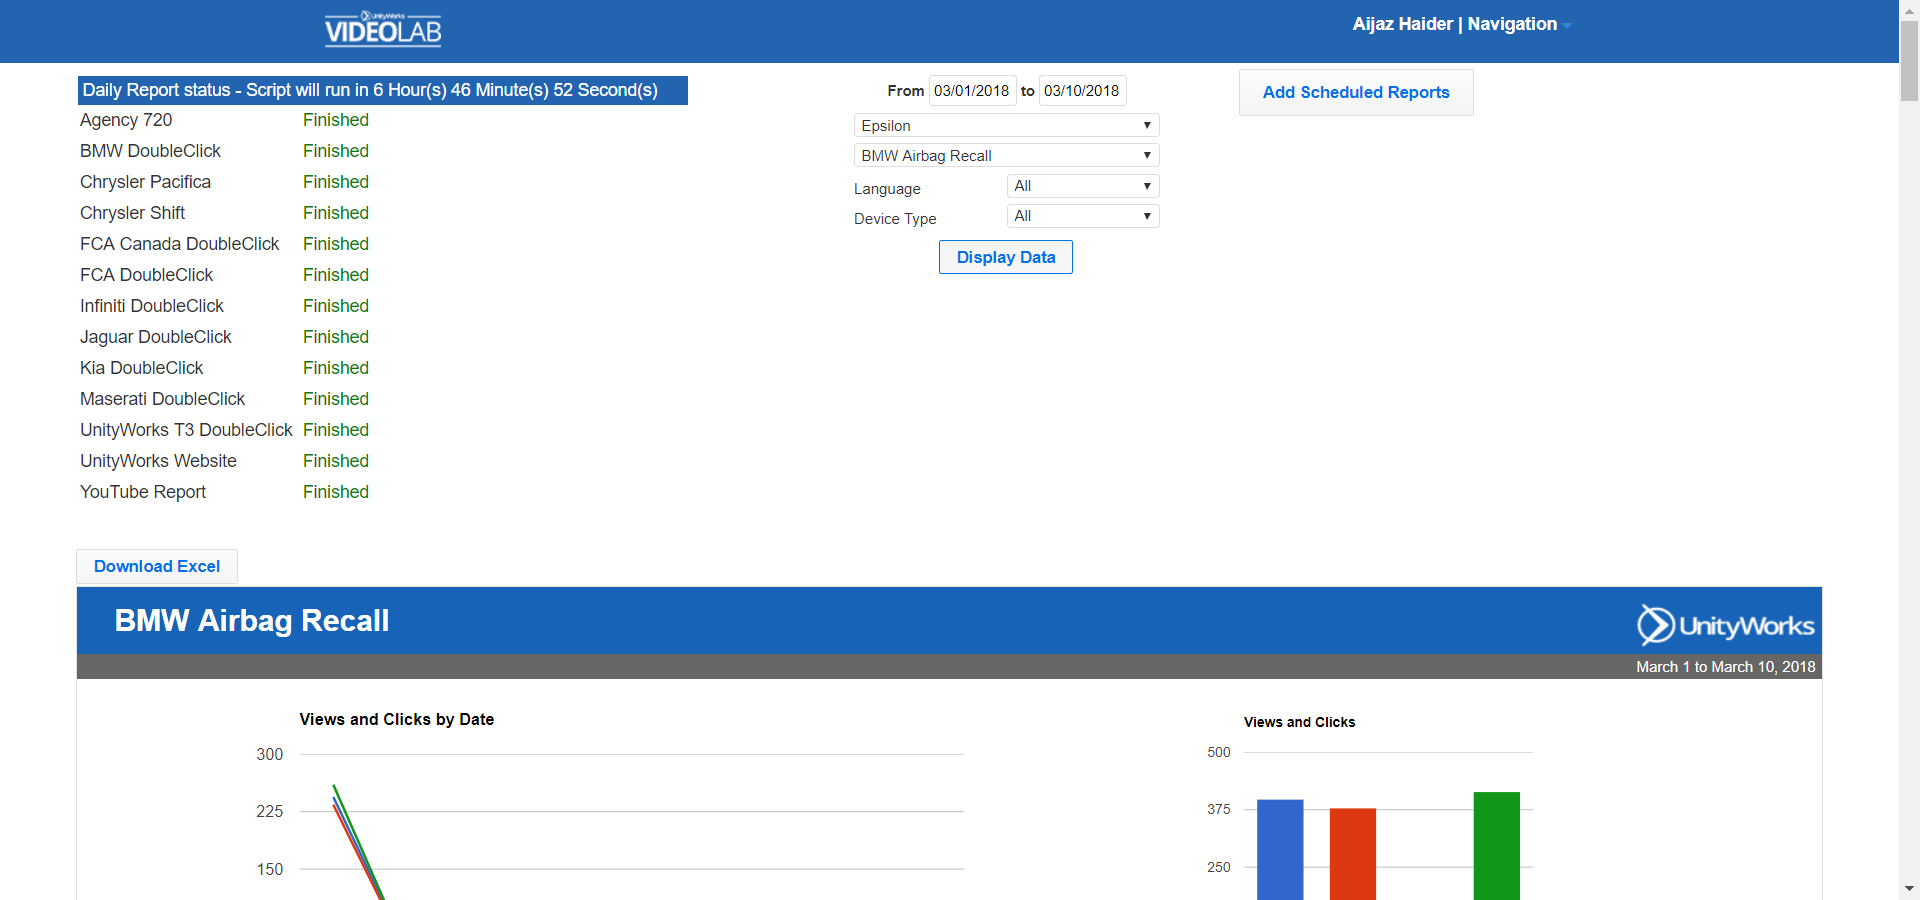 UnityWorks
VIDEOLAB
Aijaz Haider | Navigation
Daily Report status - Script will run in 6 Hour(s) 46 Minute(s) 52 Second(s)
Agency 720 Finished
BMW DoubleClick Finished
Chrysler Pacifica Finished
Chrysler Shift Finished
FCA Canada DoubleClick Finished
FCA DoubleClick Finished
Infiniti DoubleClick Finished
Jaguar DoubleClick Finished
Kia DoubleClick Finished
Maserati DoubleClick Finished
UnityWorks T3 DoubleClick Finished
UnityWorks Website Finished
YouTube Report Finished
From 03/01/2018 to 03/10/2018
Epsilon
BMW Airbag Recall
Language All
Device Type All
Display Data
Add Scheduled Reports
Download Excel
BMW Airbag Recall
UnityWorks
March 1 to March 10, 2018
Views and Clicks by Date
300
225
150
Views and Clicks
500
375
250